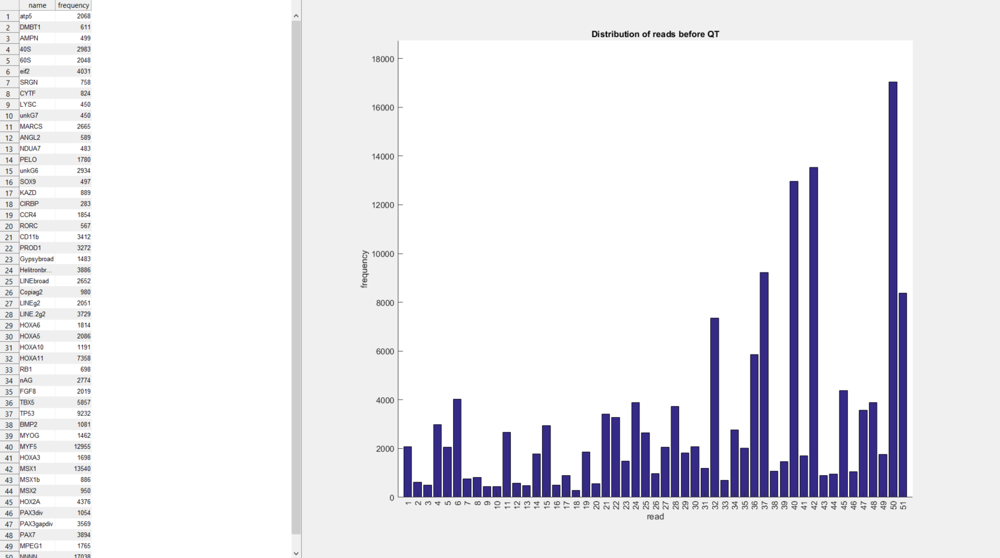 name frequency
1 atp5 2068
2 DMBT1 611
3 AMPN 499
4 40S 2983
5 60S 2048
6 eif2 4031
7 SRGN 758
8 CYTF 824
9 LYSC 450
10 unkG7 450
11 MARCS 2665
12 ANGL2 589
13 NDUA7 483
14 PELO 1780
15 unkG6 2934
16 SOX9 497
17 KAZD 889
18 CIRBP 283
19 CCR4 1854
20 RORC 567
21 CD11b 3412
22 PROD1 3272
23 Gypsybroad 1483
24 Helitronbr... 3886
25 LINEbroad 2652
26 Copiag2 980
27 LINEg2 2051
28 LINE.2g2 3729
29 HOXA6 1814
30 HOXA5 2086
31 HOXA10 1191
32 HOXA11 7358
33 RB1 698
34 nAG 2774
35 FGF8 2019
36 TBX5 5857
37 TP53 9232
38 BMP2 1081
39 MYOG 1462
40 MYF5 12955
41 HOXA3 1698
42 MSX1 13540
43 MSX1b 886
44 MSX2 950
45 HOX2A 4376
46 PAX3div 1054
47 PAX3gapdiv 3569
48 PAX7 3894
49 MPEG1 1765
50 NNNN 17038
Distribution of reads before QT
18000
16000
14000
12000
10000
8000
6000
4000
2000
0
frequency
1 2 3 4 5 6 7 8 9 10 11 12 13 14 15 16 17 18 19 20 21 22 23 24 25 26 27 28 29 30 31 32 33 34 35 36 37 38 39 40 41 42 43 44 45 46 47 48 49 50 51
read